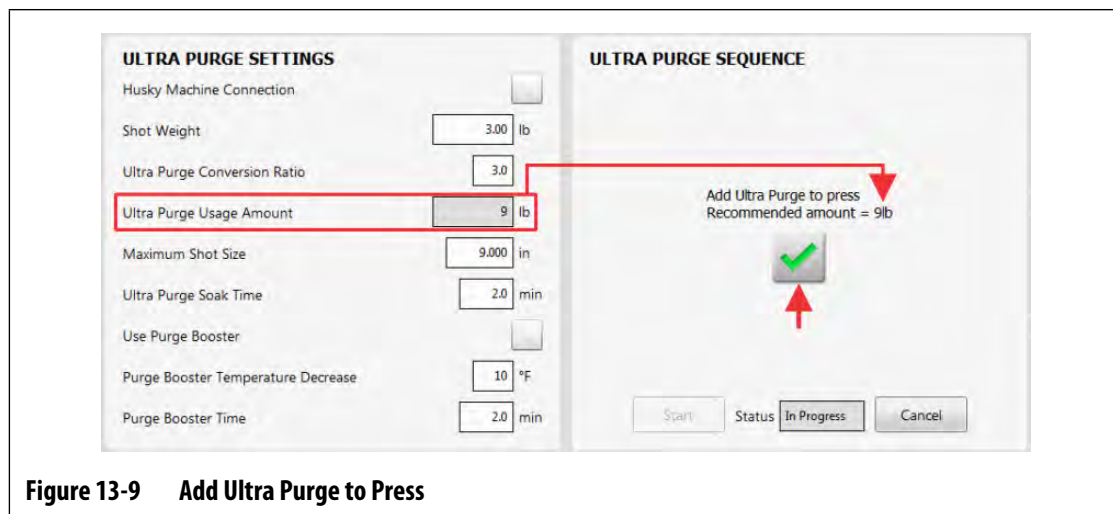 ULTRA PURGE SETTINGS
Husky Machine Connection
Shot Weight 3.00 lb
Ultra Purge Conversion Ratio 3.0
Ultra Purge Usage Amount 9 lb
Maximum Shot Size 9.000 in
Ultra Purge Soak Time 2.0 min
Use Purge Booster
Purge Booster Temperature Decrease 10 °F
Purge Booster Time 2.0 min
ULTRA PURGE SEQUENCE
Add Ultra Purge to press
Recommended amount = 9lb
Start Status In Progress Cancel
Figure 13-9 Add Ultra Purge to Press